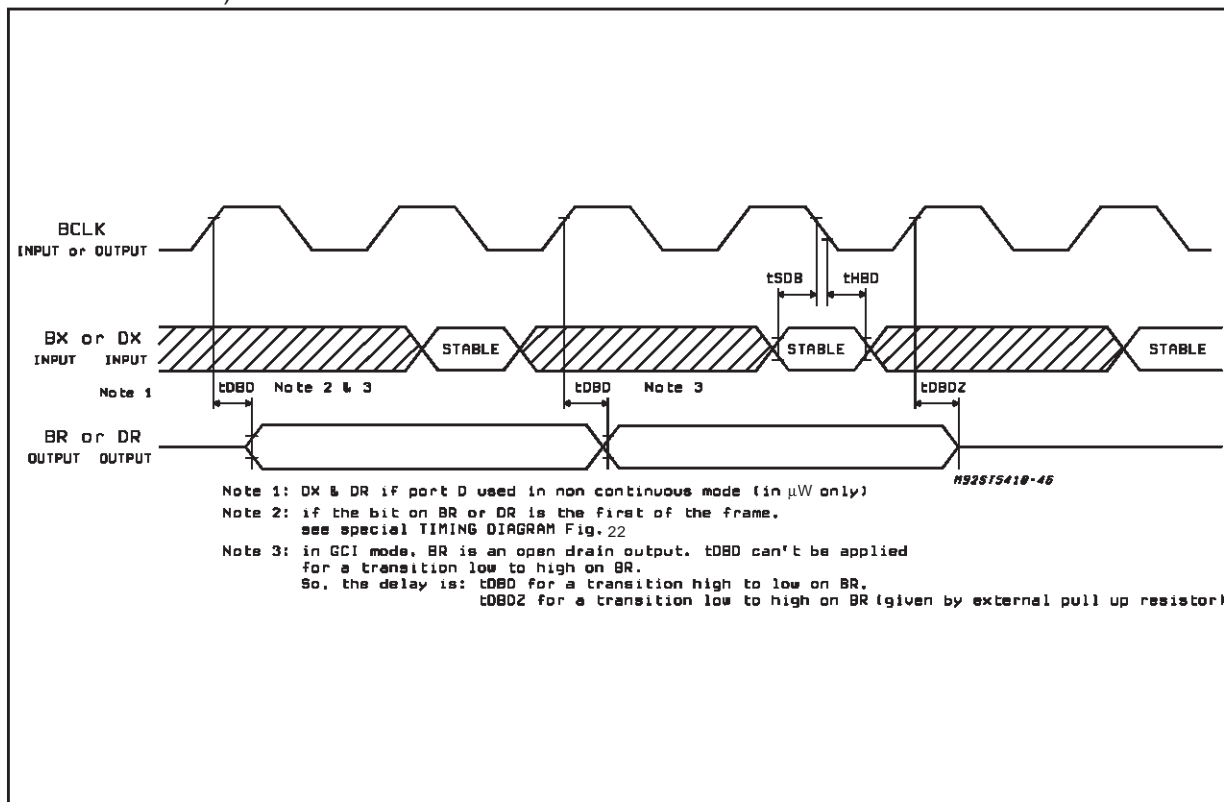 BCLK
INPUT or OUTPUT
tSDB tHBD
BX or DX
INPUT INPUT
STABLE STABLE STABLE
Note 1 tDBD Note 2 & 3 tDBD Note 3 tDBDZ
BR or DR
OUTPUT OUTPUT
M92ST5410-46
Note 1: DX & DR if port D used in non continuous mode (in μW only)
Note 2: if the bit on BR or DR is the first of the frame.
see special TIMING DIAGRAM Fig. 22
Note 3: in GCI mode. BR is an open drain output. tDBD can't be applied
for a transition low to high on BR.
So, the delay is: tDBD for a transition high to low on BR.
tDBDZ for a transition low to high on BR (given by external pull up resistor)